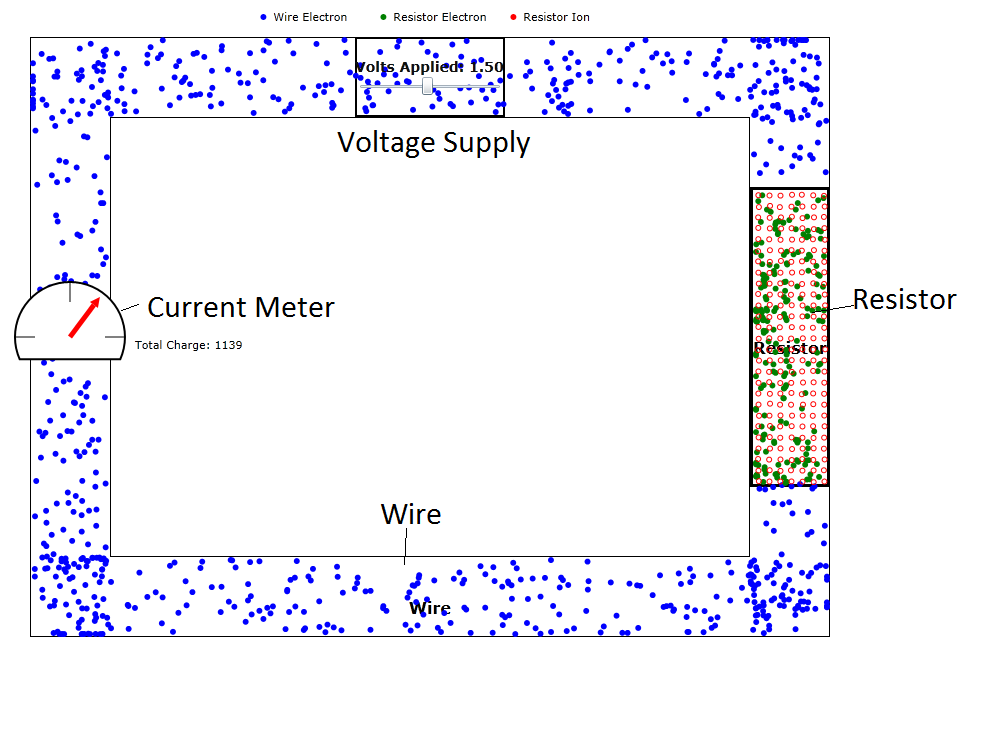 Wire Electron Resistor Electron Resistor Ion
Volts Applied: 1.50
Voltage Supply
Current Meter
Resistor
Total Charge: 1139
Resistor
Wire
Wire